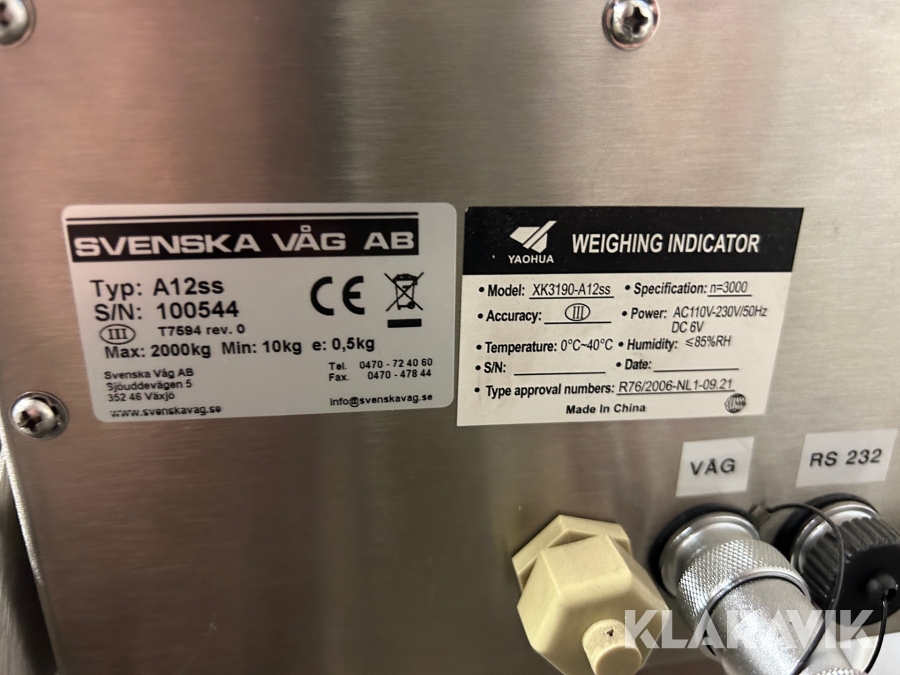 SVENSKA VÅG AB
Typ: A12ss
S/N: 100544
III T7594 rev. 0
Max: 2000kg Min: 10kg e: 0,5kg
Svenska Våg AB
Sjöuddevägen 5
352 46 Växjö
www.svenskavag.se
Tel. 0470 - 72 40 60
Fax. 0470 - 478 44
info@svenskavag.se
CE
YAOHUA
WEIGHING INDICATOR
• Model: XK3190-A12ss • Specification: n=3000
• Accuracy: III • Power: AC110V-230V/50Hz
DC 6V
• Temperature: 0°C~40°C • Humidity: ≤85%RH
• S/N: • Date:
• Type approval numbers: R76/2006-NL1-09.21
Made In China
VÅG
RS 232
KLARAVIK